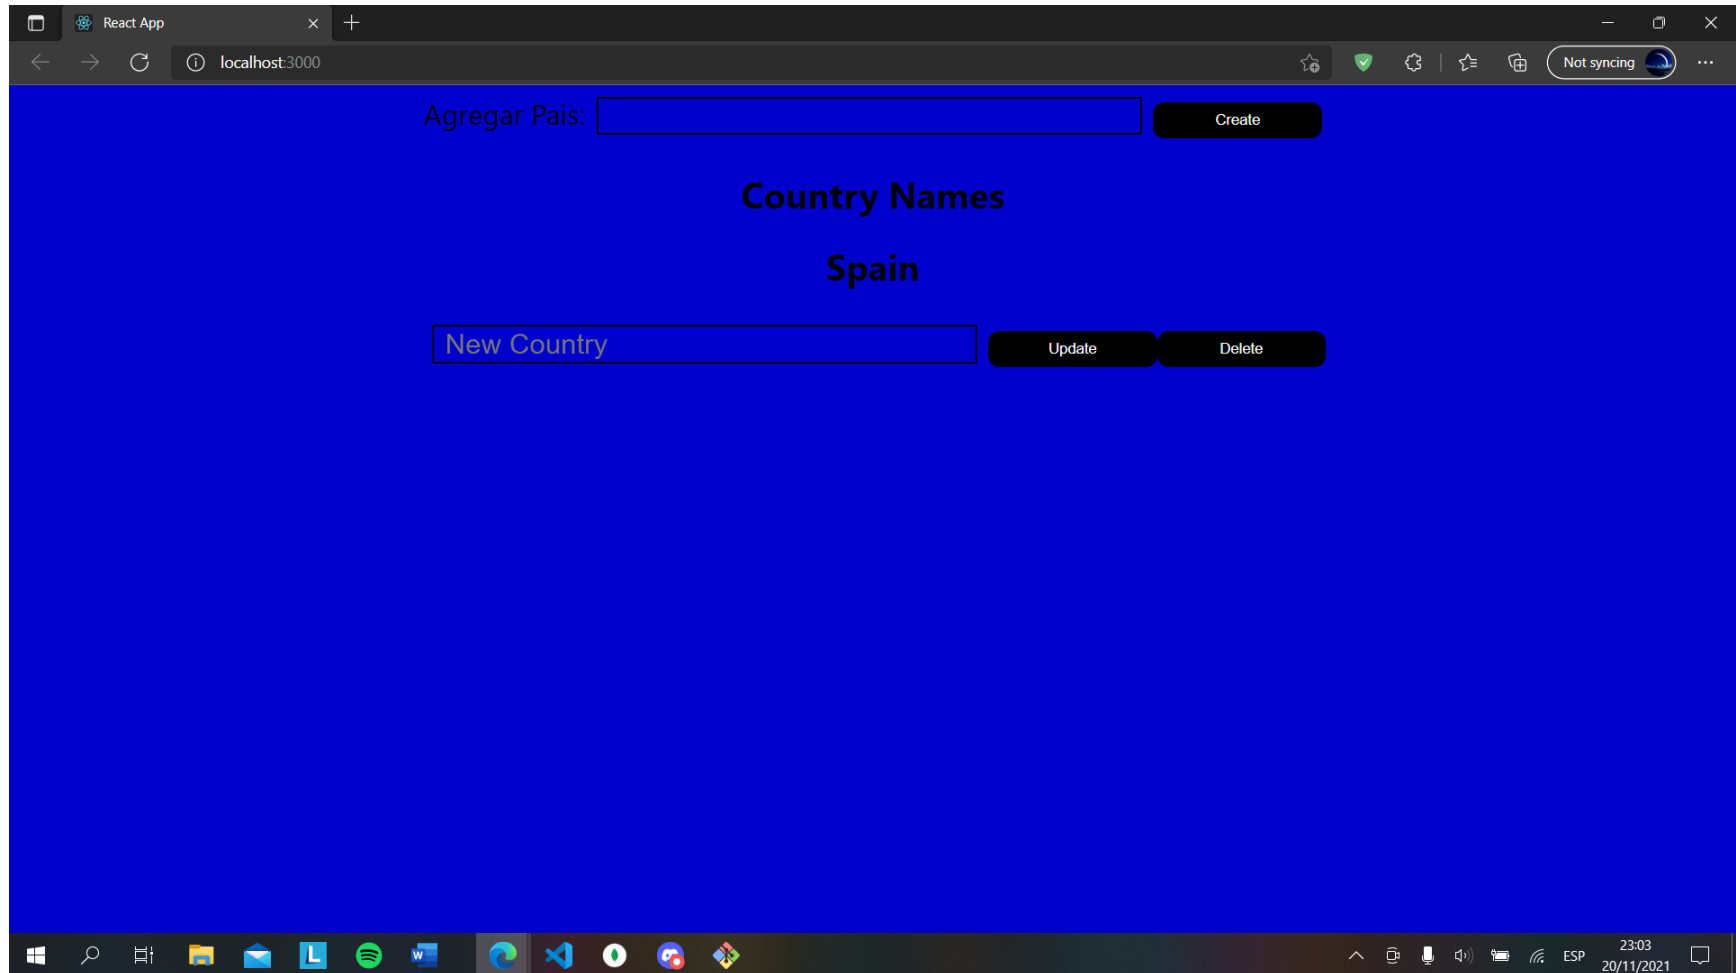 React App
localhost:3000
Not syncing
Agregar Pais:
Create
Country Names
Spain
New Country
Update
Delete
L
W
ESP
23:03
20/11/2021